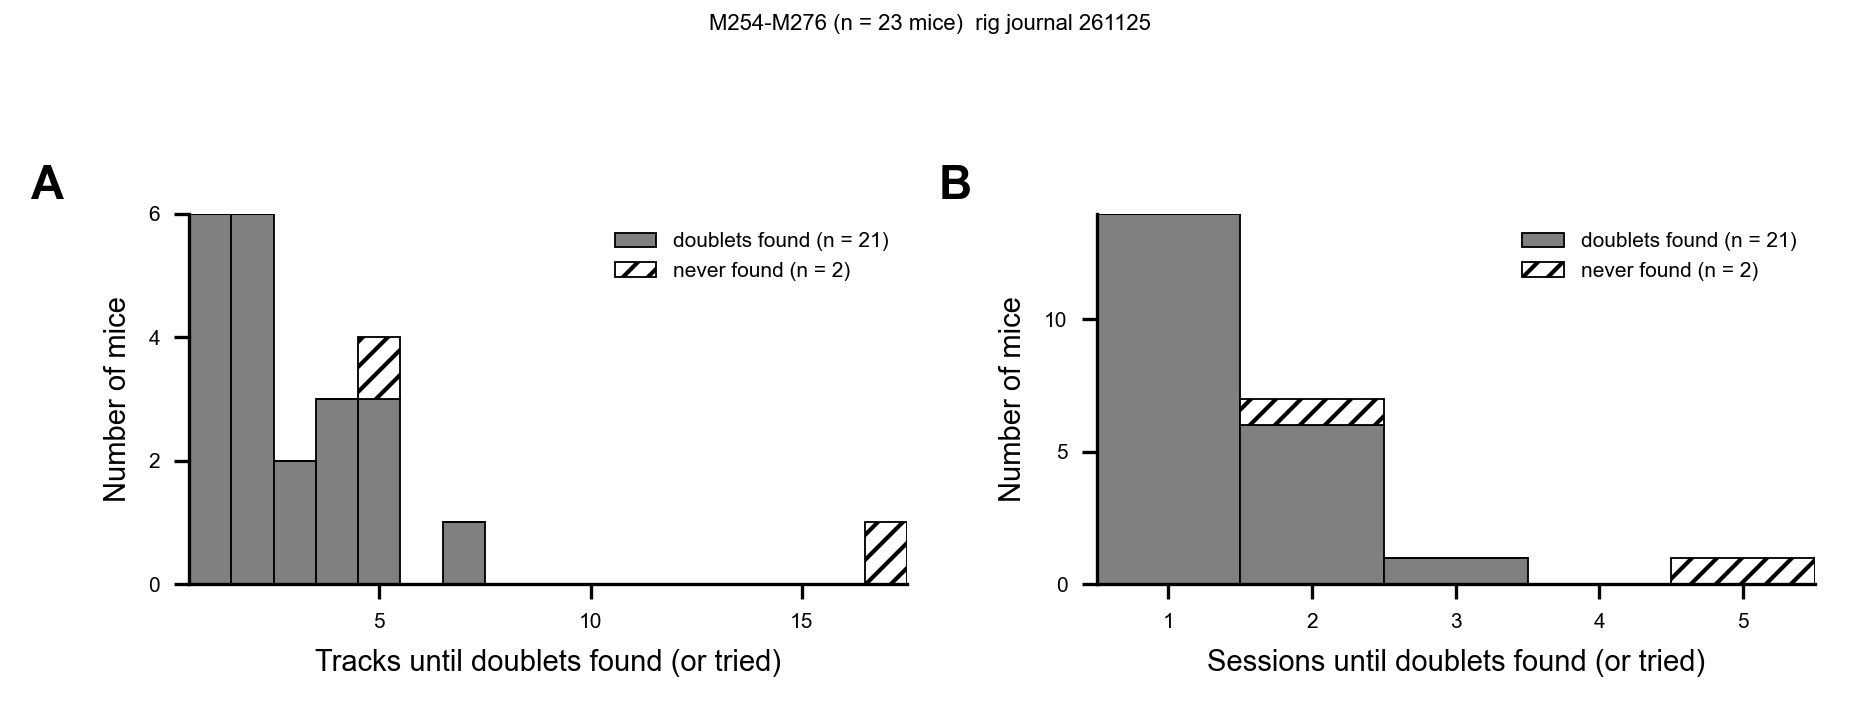 M254-M276 (n = 23 mice)  rig journal 261125
A
Number of mice
6
4
2
0
doublets found (n = 21)
never found (n = 2)
5
10
15
Tracks until doublets found (or tried)
B
Number of mice
10
5
0
doublets found (n = 21)
never found (n = 2)
1
2
3
4
5
Sessions until doublets found (or tried)